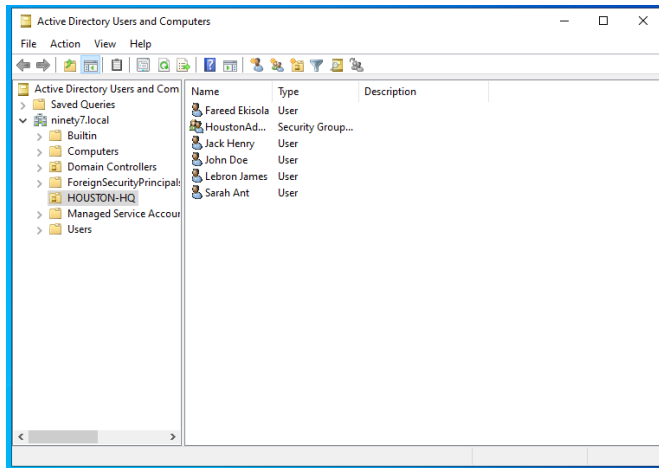 Active Directory Users and Computers
File Action View Help
Active Directory Users and Com
Saved Queries
ninety7.local
Builtin
Computers
Domain Controllers
ForeignSecurityPrincipals
HOUSTON-HQ
Managed Service Accour
Users
Name Type Description
Fareed Ekisola User
HoustonAd... Security Group...
Jack Henry User
John Doe User
Lebron James User
Sarah Ant User